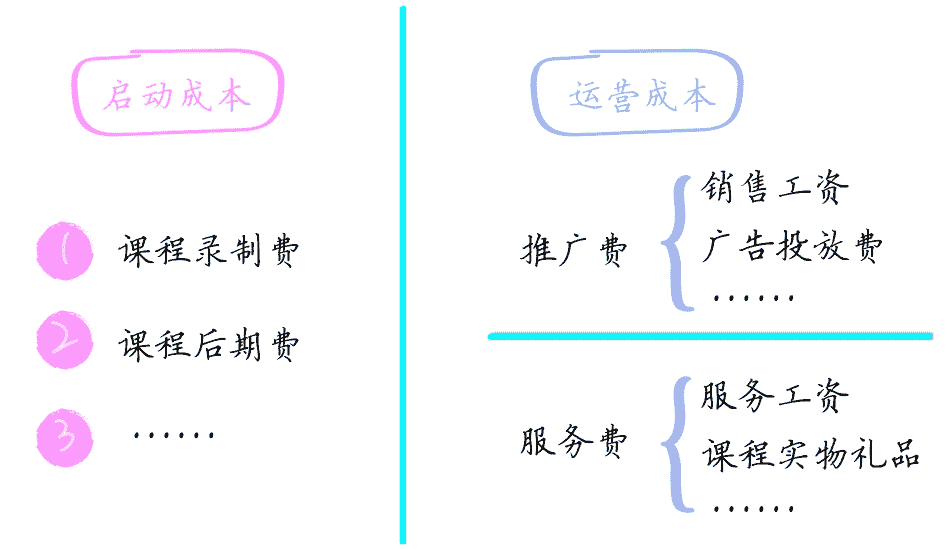 启动成本
1 课程录制费
2 课程后期费
3 ......
运营成本
推广费
销售工资
广告投放费
......
服务费
服务工资
课程实物礼品
......